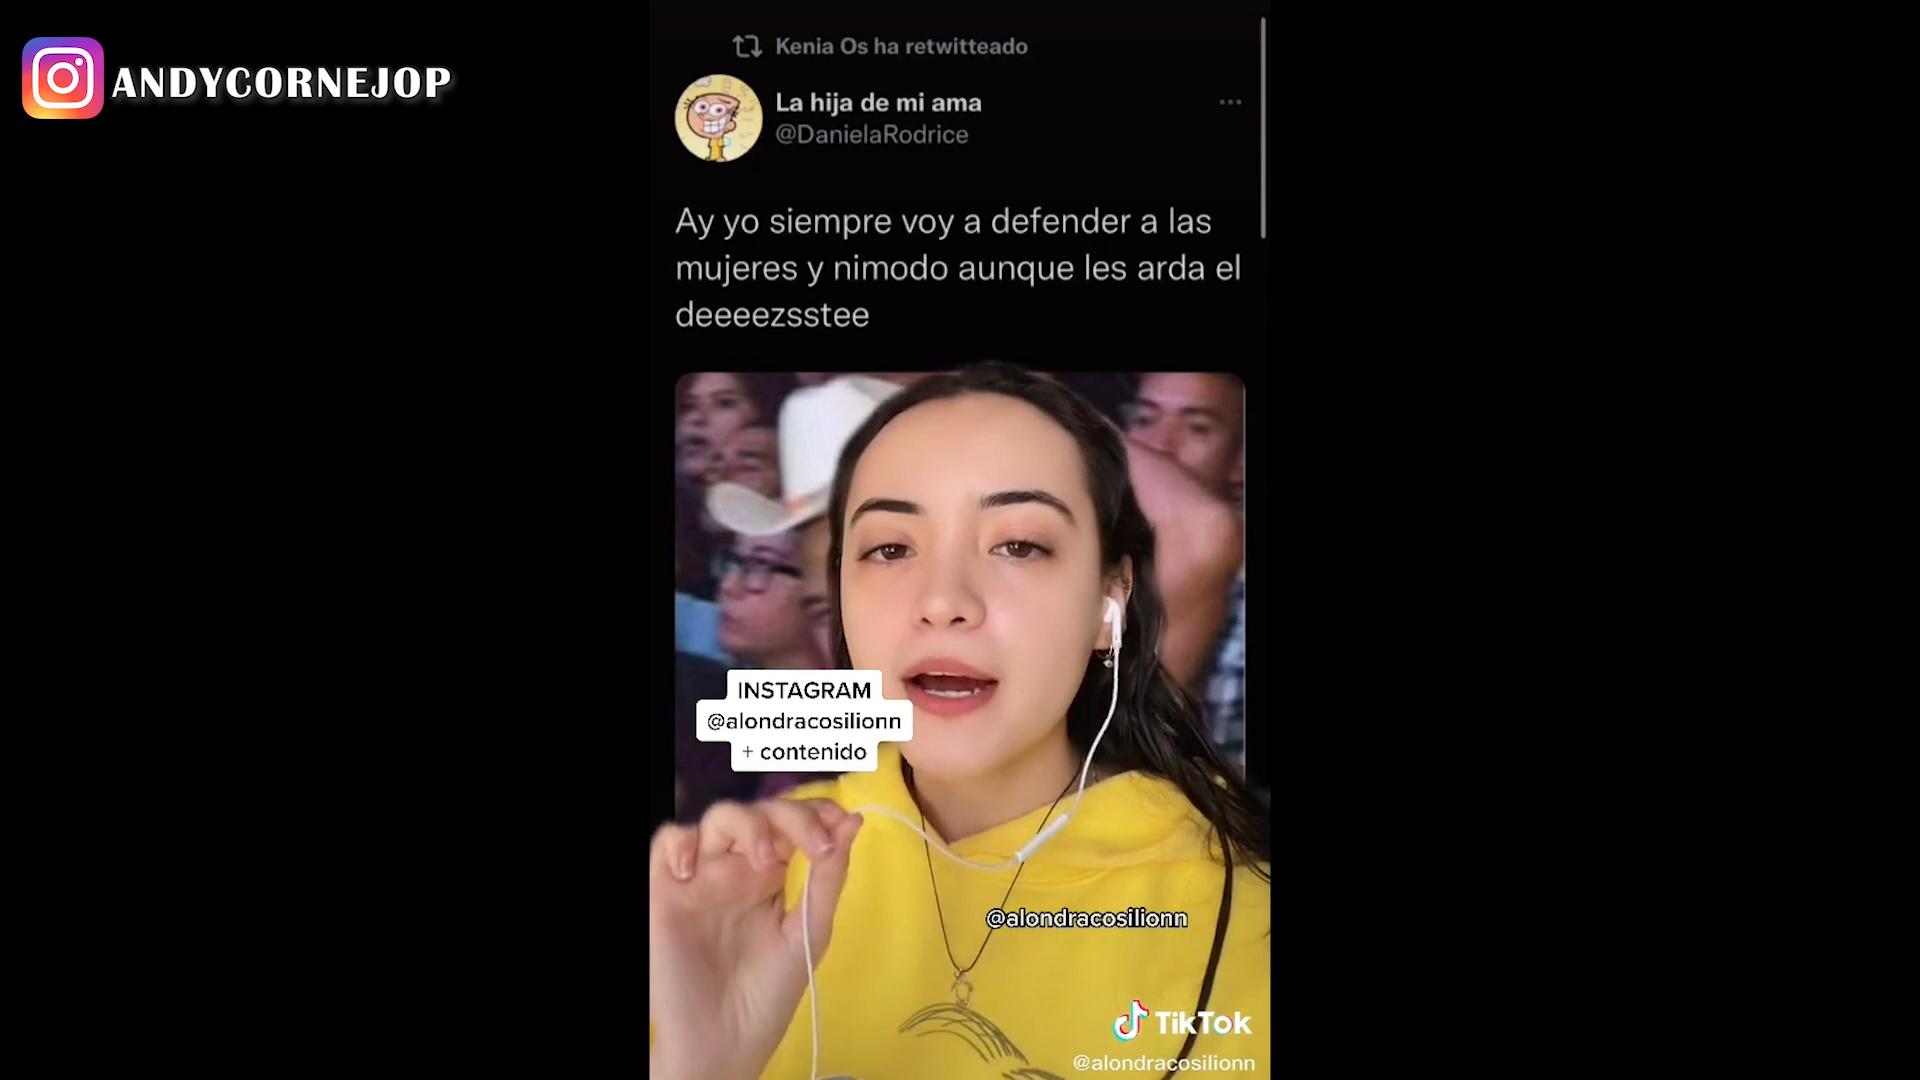 ANDYCORNEJOP
Kenia Os ha retwitteado
La hija de mi ama
@DanielaRodrice
Ay yo siempre voy a defender a las
mujeres y nimodo aunque les arda el
deeeezsstee
INSTAGRAM
@alondracosilionn
+ contenido
@alondracosilionn
TikTok
@alondracosilionn